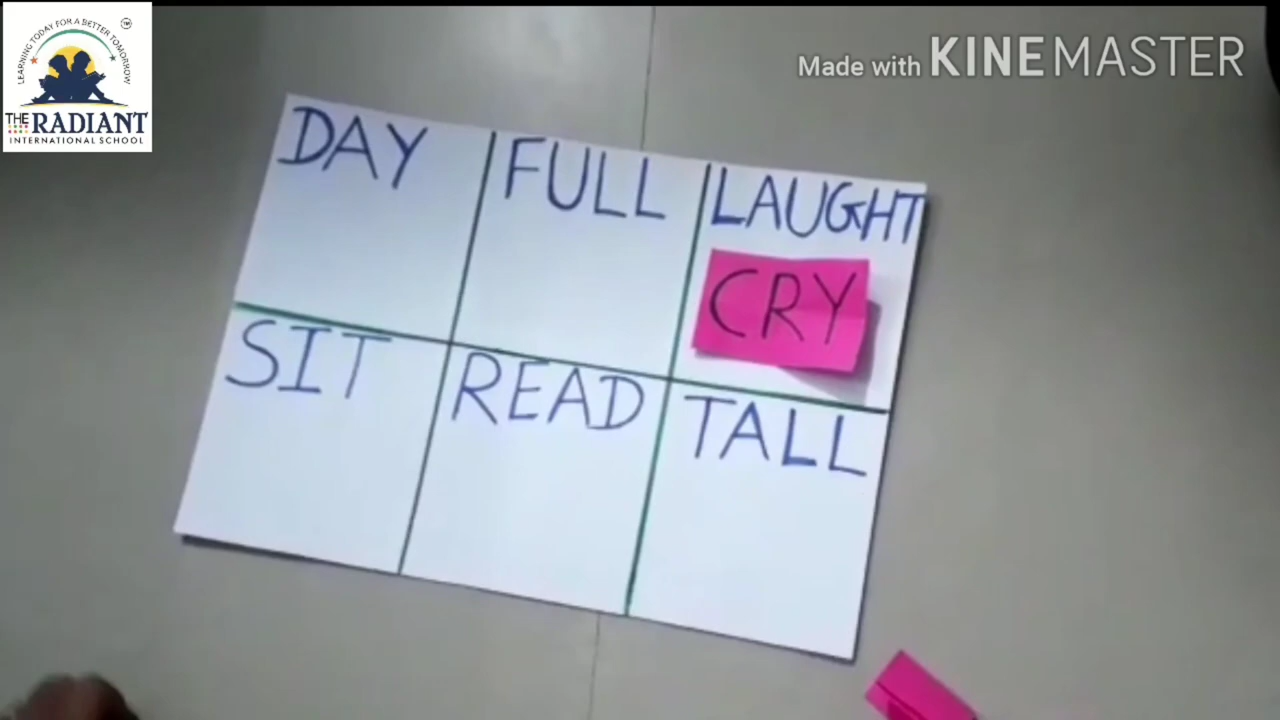 LEARNING TODAY FOR A BETTER TOMORROW
TM
THE RADIANT
INTERNATIONAL SCHOOL
Made with KINEMASTER
DAY FULL LAUGHT
CRY
SIT READ TALL